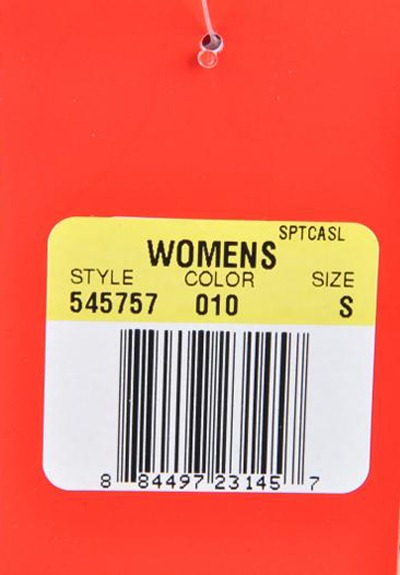 SPTCASL
WOMENS
STYLE COLOR SIZE
545757 010 S
8 84497 23145 7